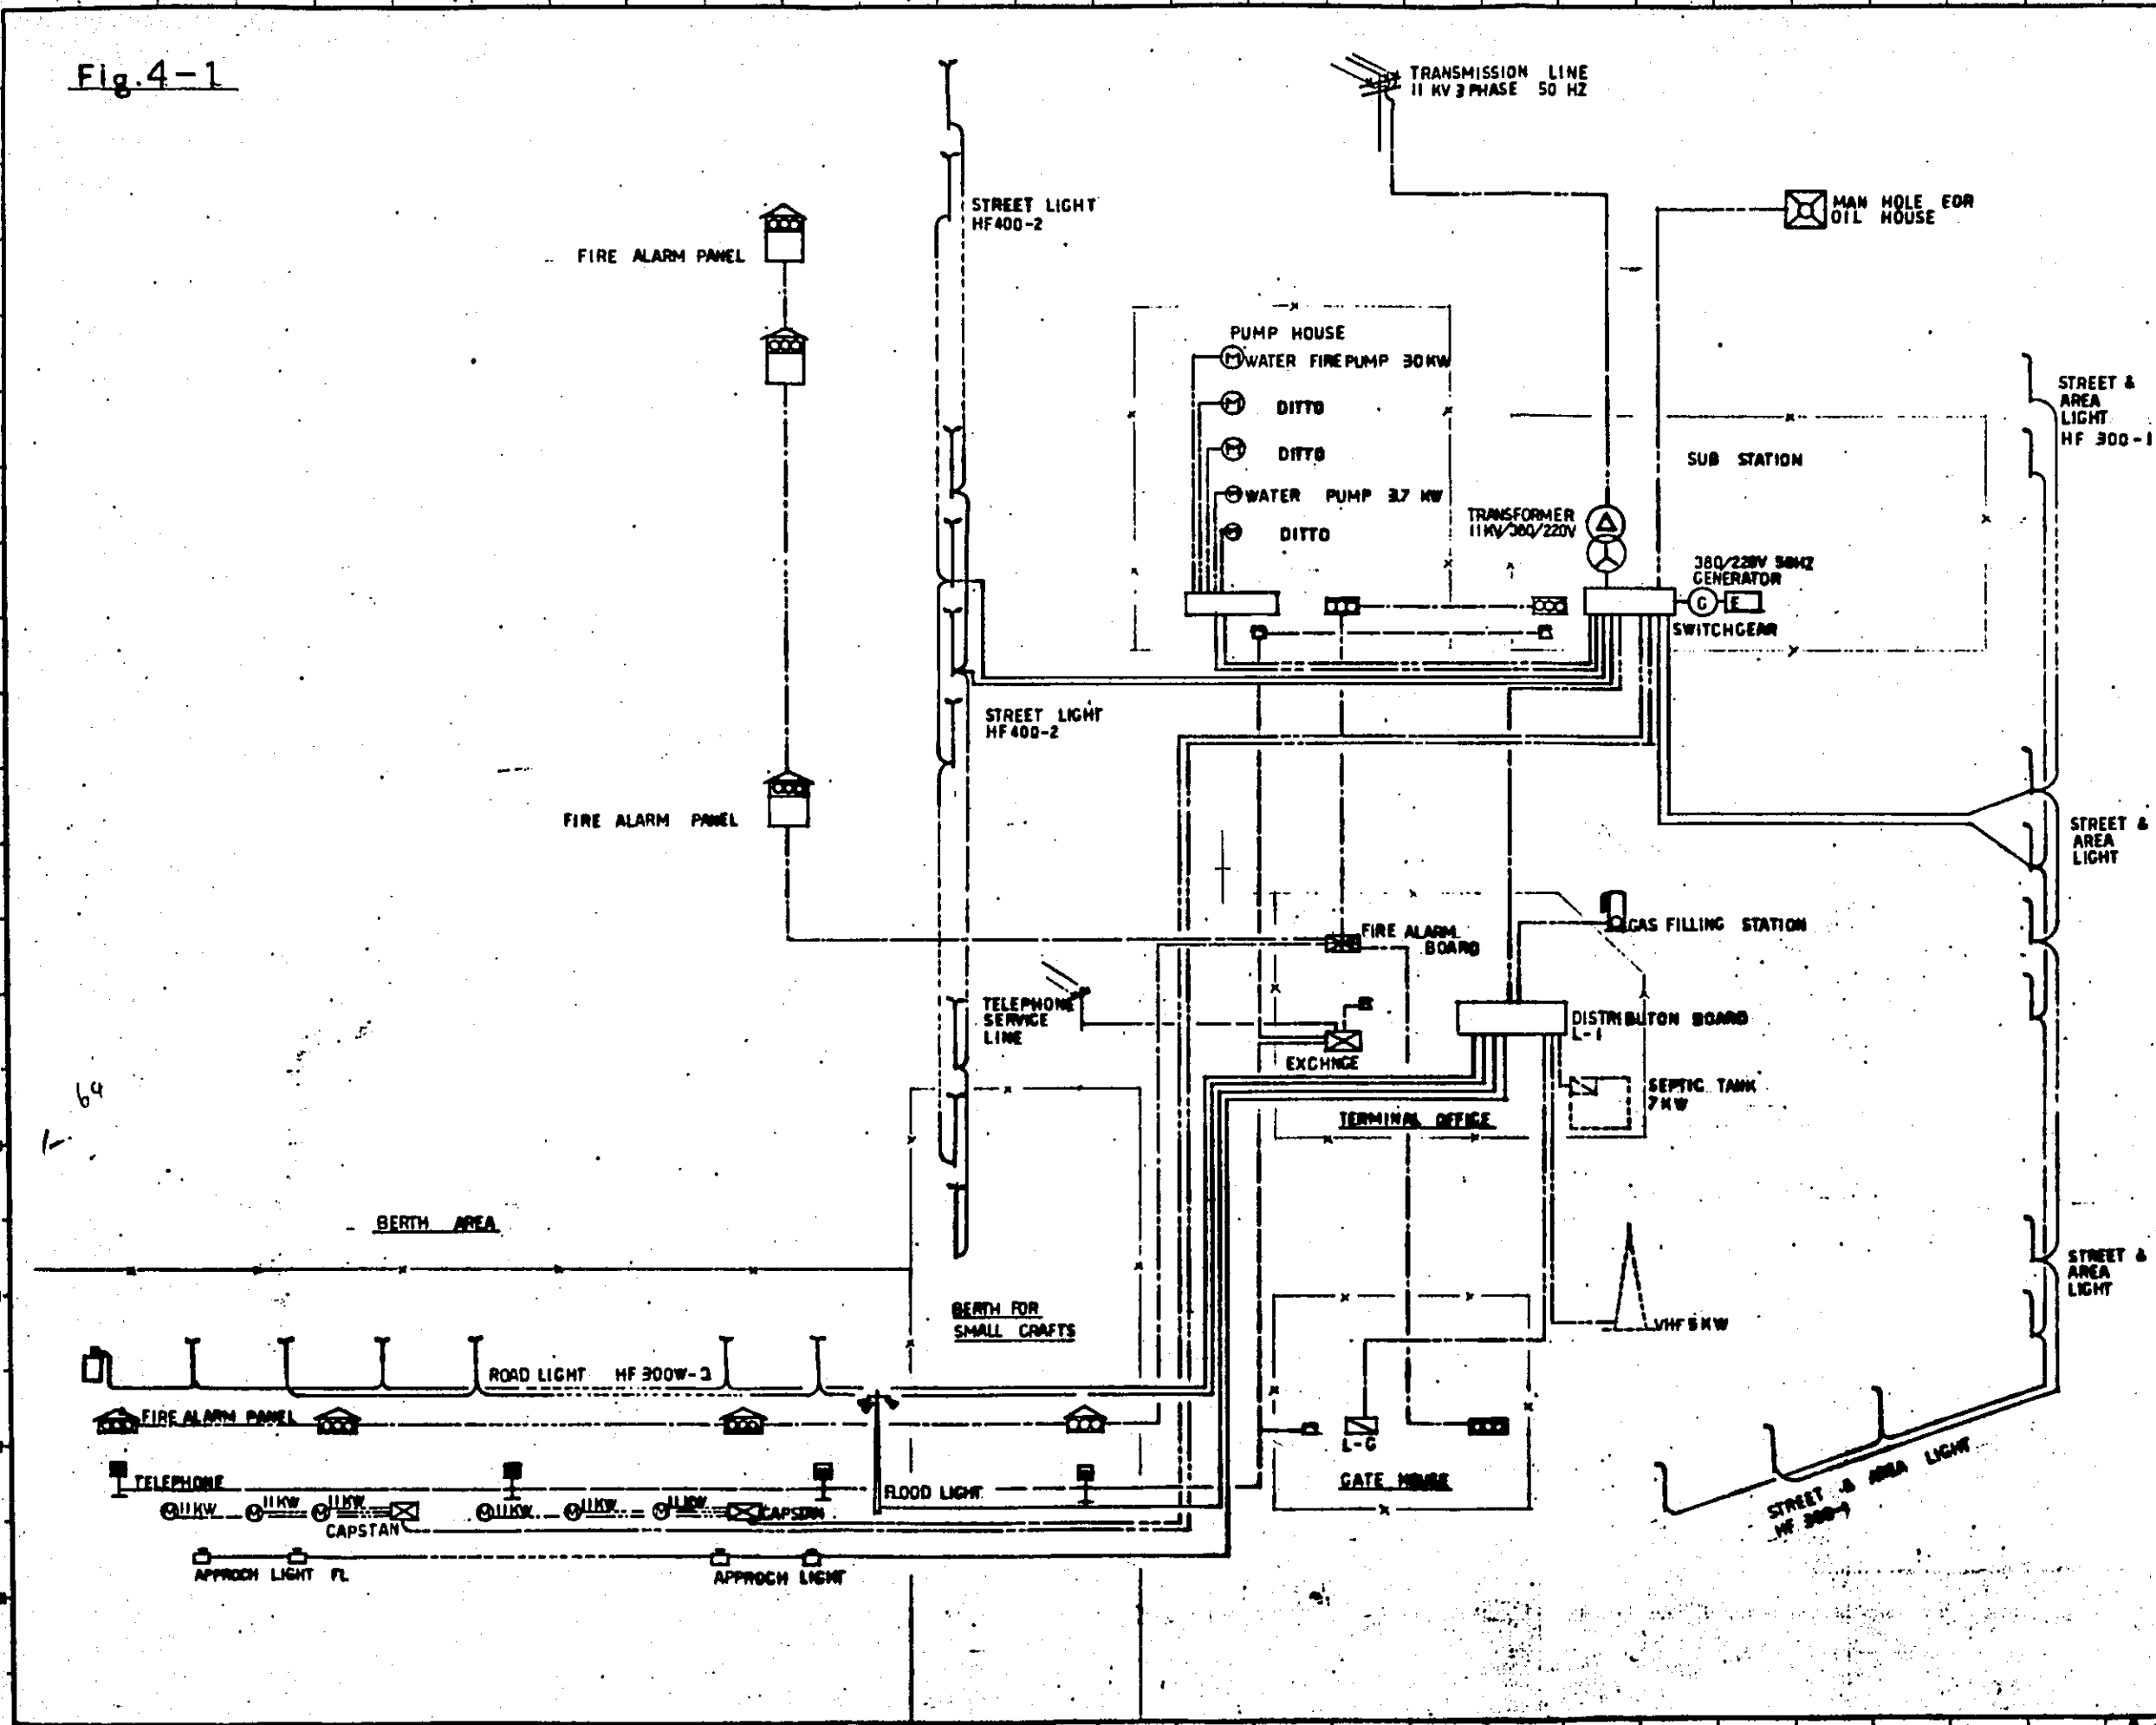 Fig.4-1
TRANSMISSION LINE
11 KV 3 PHASE 50 HZ
STREET LIGHT
HF400-2
MAN HOLE FOR
OIL HOUSE
FIRE ALARM PANEL
PUMP HOUSE
WATER FIRE PUMP 30KW
DITTO
DITTO
WATER PUMP 3.7 KW
DITTO
STREET &
AREA
LIGHT
HF 300-1
SUB STATION
TRANSFORMER
11KV/380/220V
380/220V 50HZ
GENERATOR
G
E
SWITCHGEAR
STREET LIGHT
HF400-2
FIRE ALARM PANEL
STREET &
AREA
LIGHT
FIRE ALARM
BOARD
GAS FILLING STATION
TELEPHONE
SERVICE
LINE
DISTRIBUTON BOARD
L-1
EXCHNGE
SEPTIC TANK
7KW
TERMINAL OFFICE
64
BERTH AREA
BERTH FOR
SMALL CRAFTS
STREET &
AREA
LIGHT
VHF 5KW
ROAD LIGHT HF 300W-2
FIRE ALARM PANEL
L-G
GATE HOUSE
TELEPHONE
FLOOD LIGHT
M 11KW M 11KW M 11KW M 11KW M 11KW M 11KW
CAPSTAN
CAPSTAN
STREET & AREA LIGHT
HF 300-1
APPROCH LIGHT FL
APPROCH LIGHT